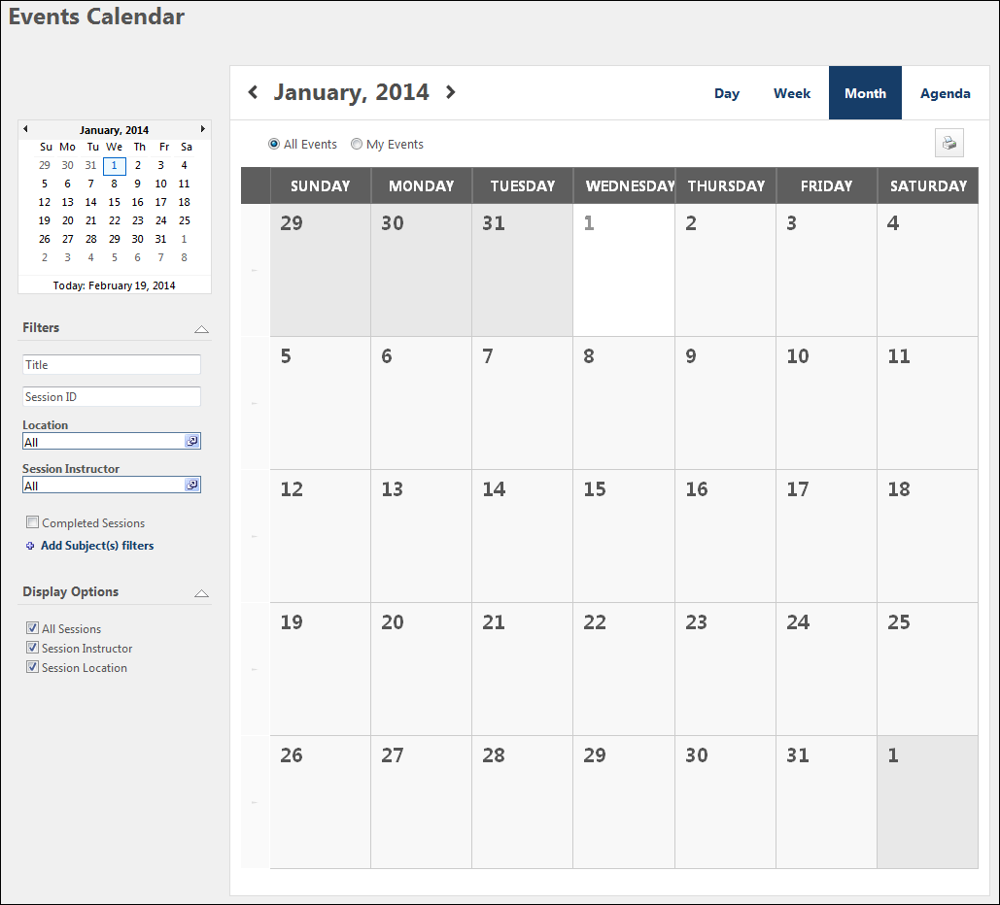 Events Calendar
January, 2014
Su Mo Tu We Th Fr Sa
29 30 31 1 2 3 4
5 6 7 8 9 10 11
12 13 14 15 16 17 18
19 20 21 22 23 24 25
26 27 28 29 30 31 1
2 3 4 5 6 7 8
Today: February 19, 2014
Filters
Title
Session ID
Location
All
Session Instructor
All
Completed Sessions
Add Subject(s) filters
Display Options
All Sessions
Session Instructor
Session Location
January, 2014
Day Week Month Agenda
All Events My Events
SUNDAY MONDAY TUESDAY WEDNESDAY THURSDAY FRIDAY SATURDAY
29 30 31 1 2 3 4
5 6 7 8 9 10 11
12 13 14 15 16 17 18
19 20 21 22 23 24 25
26 27 28 29 30 31 1